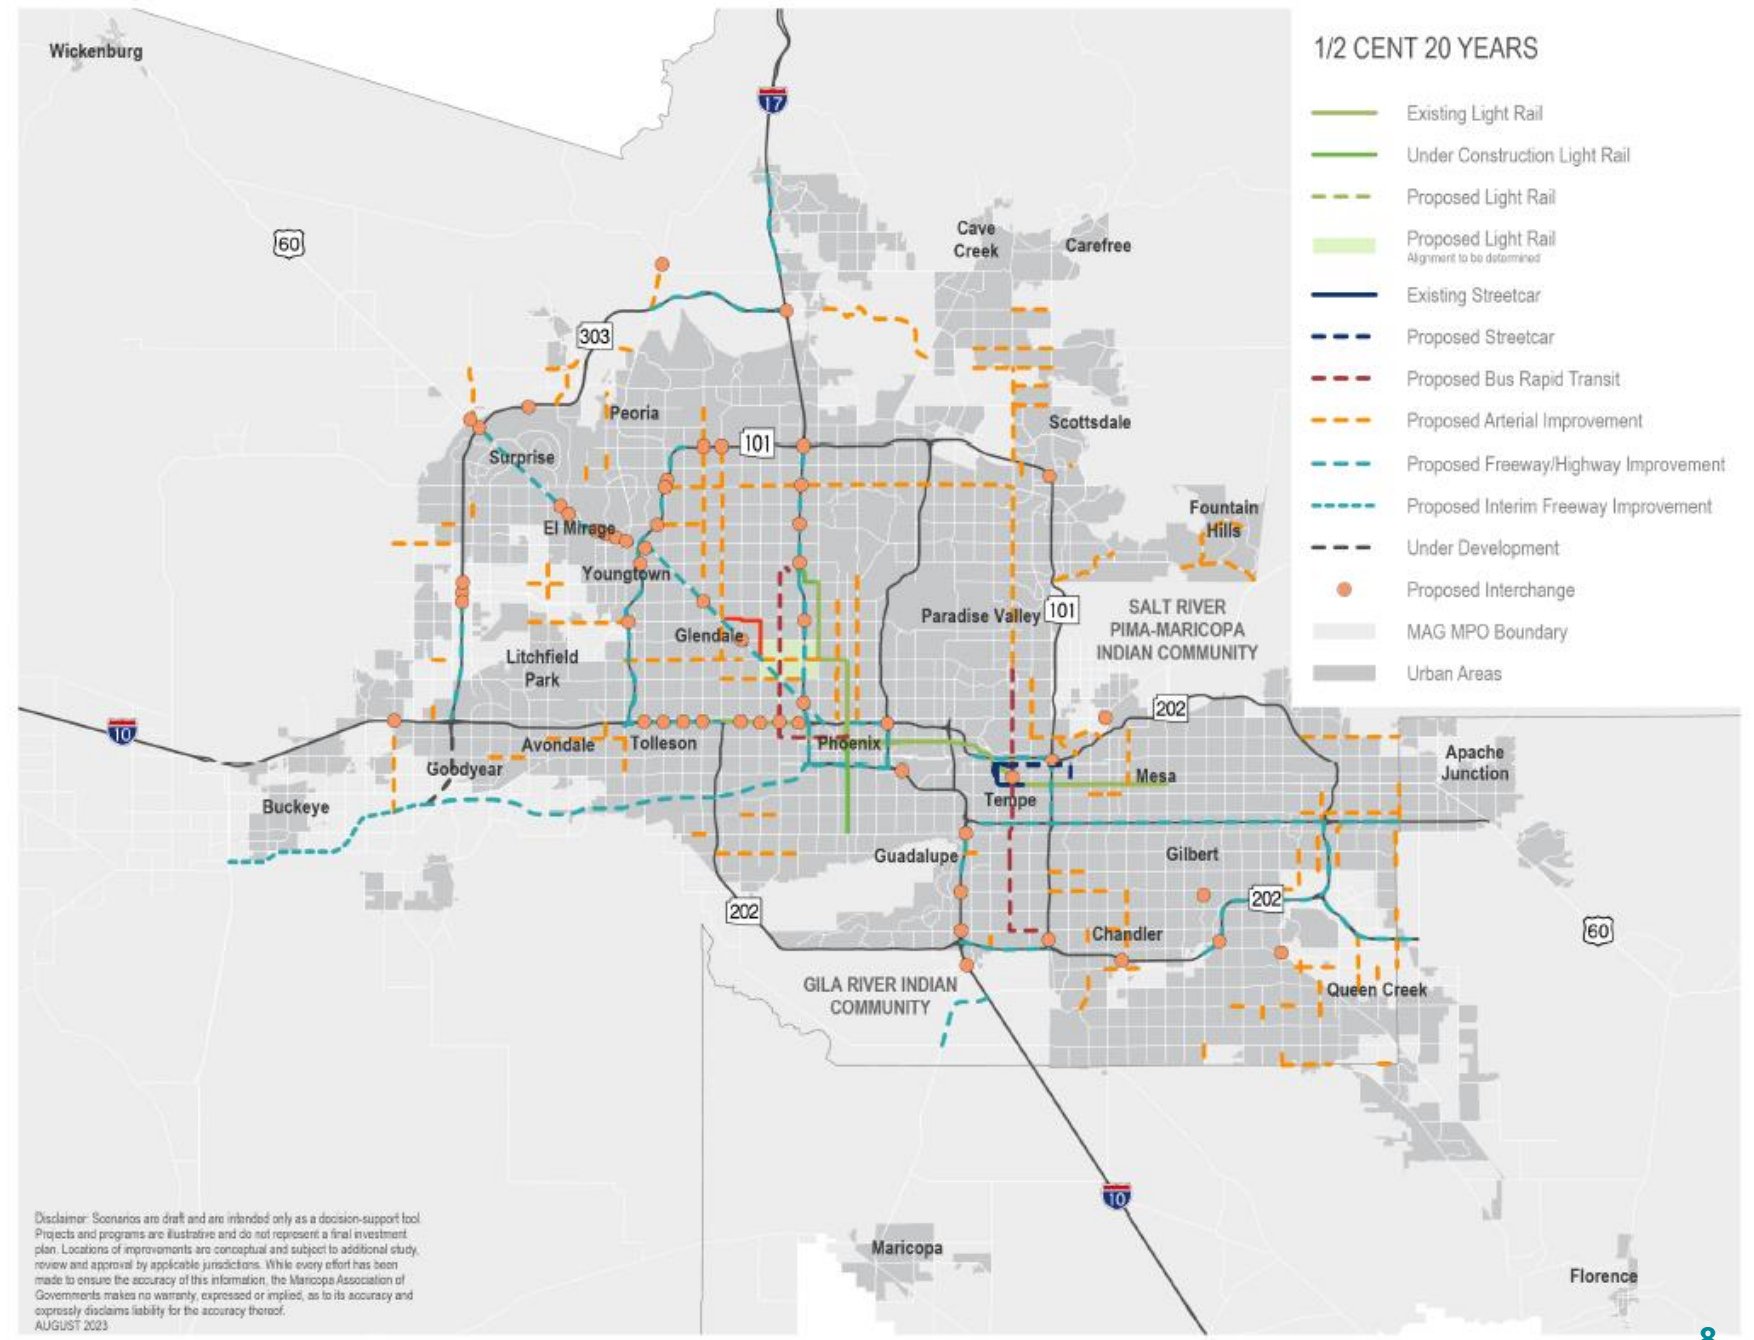 Wickenburg
1/2 CENT 20 YEARS
17
Existing Light Rail
Under Construction Light Rail
Proposed Light Rail
Proposed Light Rail
Alignment to be determined
Existing Streetcar
Proposed Streetcar
Proposed Bus Rapid Transit
Proposed Arterial Improvement
Proposed Freeway/Highway Improvement
Proposed Interim Freeway Improvement
Under Development
Proposed Interchange
MAG MPO Boundary
Urban Areas
60
Cave
Creek
Carefree
303
Peoria
101
Scottsdale
Surprise
El Mirage
Fountain
Hills
Youngtown
Paradise Valley
101
SALT RIVER
PIMA-MARICOPA
INDIAN COMMUNITY
Glendale
Litchfield
Park
202
10
Avondale
Tolleson
Phoenix
Goodyear
Buckeye
Tempe
Mesa
Apache
Junction
Guadalupe
Gilbert
202
202
Chandler
60
GILA RIVER INDIAN
COMMUNITY
Queen Creek
10
Maricopa
Florence
Disclaimer: Scenarios are draft and are intended only as a decision-support tool.
Projects and programs are illustrative and do not represent a final investment
plan. Locations of improvements are conceptual and subject to additional study,
review and approval by applicable jurisdictions. While every effort has been
made to ensure the accuracy of this information, the Maricopa Association of
Governments makes no warranty, expressed or implied, as to its accuracy and
expressly disclaims liability for the accuracy thereof.
AUGUST 2023
8